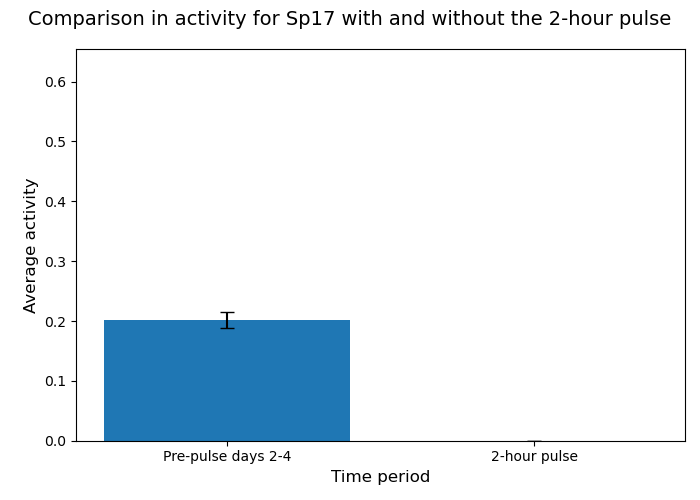 Comparison in activity for Sp17 with and without the 2-hour pulse
Average activity
0.6
0.5
0.4
0.3
0.2
0.1
0.0
Pre-pulse days 2-4
2-hour pulse
Time period